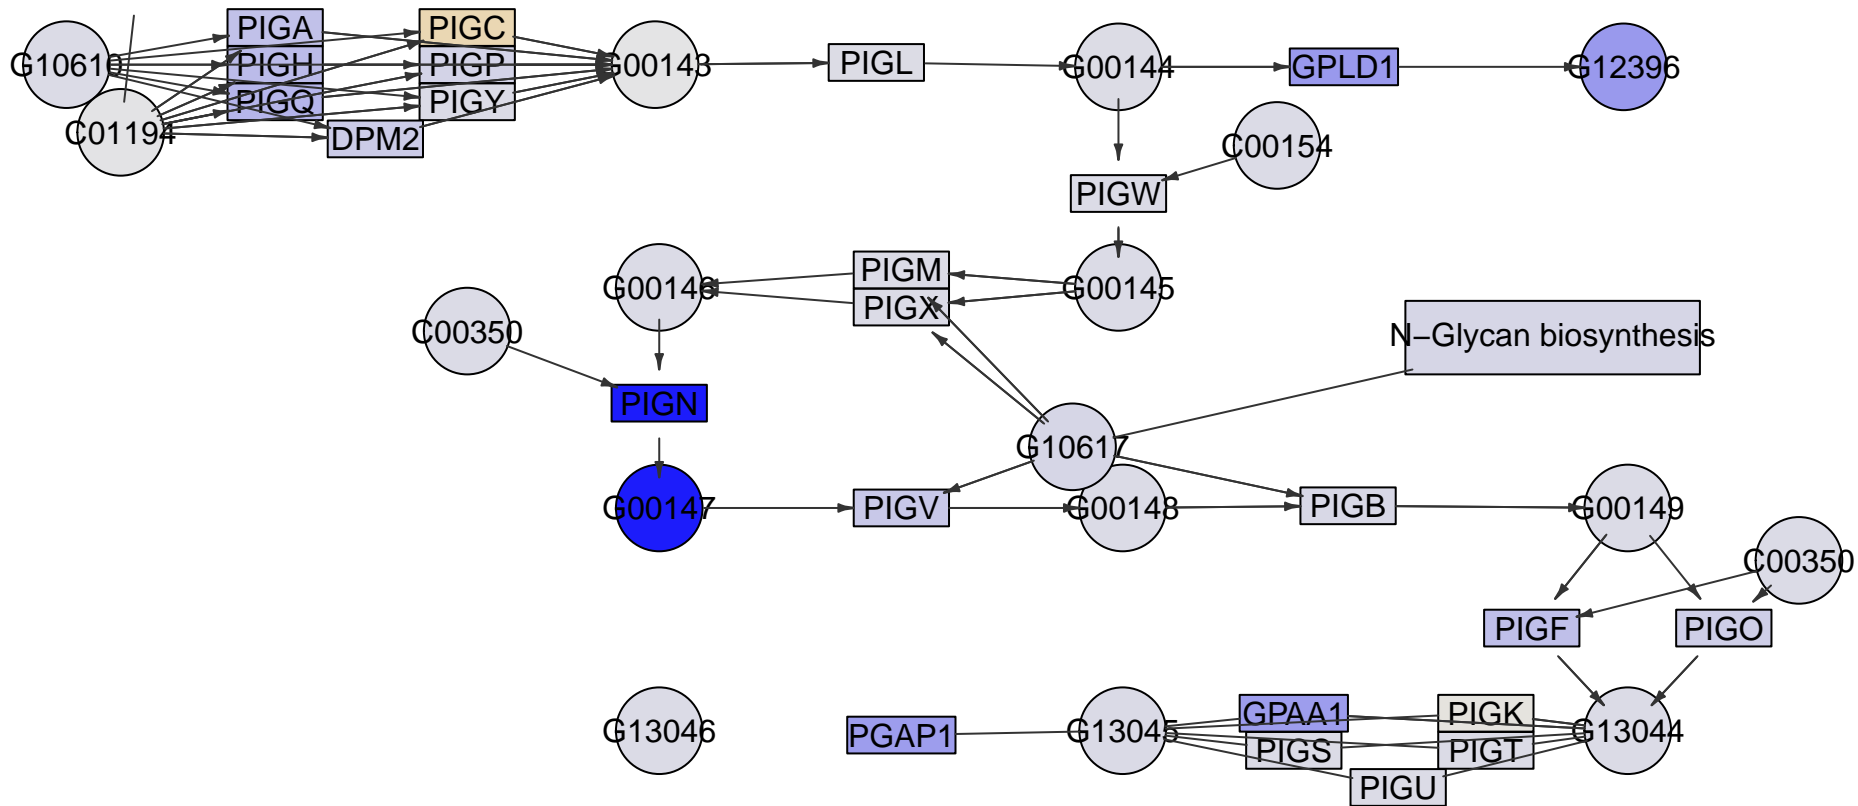 PIGA
PIGC
G10610
PIGH
PIGP
G00143
PIGL
G00144
GPLD1
G12396
PIGQ
PIGY
C01194
DPM2
C00154
PIGW
PIGM
G00146
G00145
PIGX
C00350
N−Glycan biosynthesis
PIGN
G10617
G00147
PIGV
G00148
PIGB
G00149
C00350
PIGF
PIGO
GPAA1
PIGK
G13046
PGAP1
G13045
G13044
PIGS
PIGT
PIGU